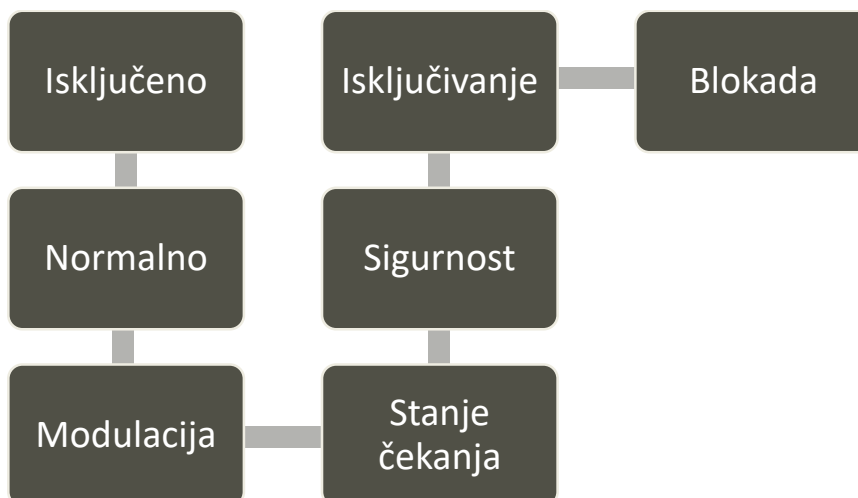 Isključeno
Normalno
Modulacija
Stanje
čekanja
Sigurnost
Isključivanje
Blokada